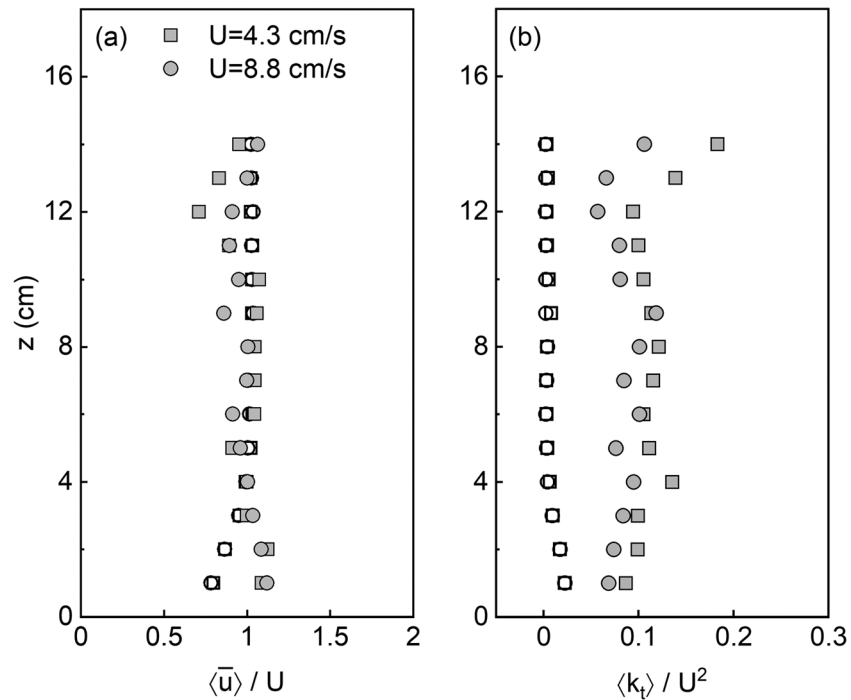 (a)
U=4.3 cm/s
U=8.8 cm/s
(b)
16
12
8
4
0
z (cm)
0 0.5 1 1.5 2
⟨u̅⟩ / U
16
12
8
4
0
0 0.1 0.2 0.3
⟨kₜ⟩ / U²